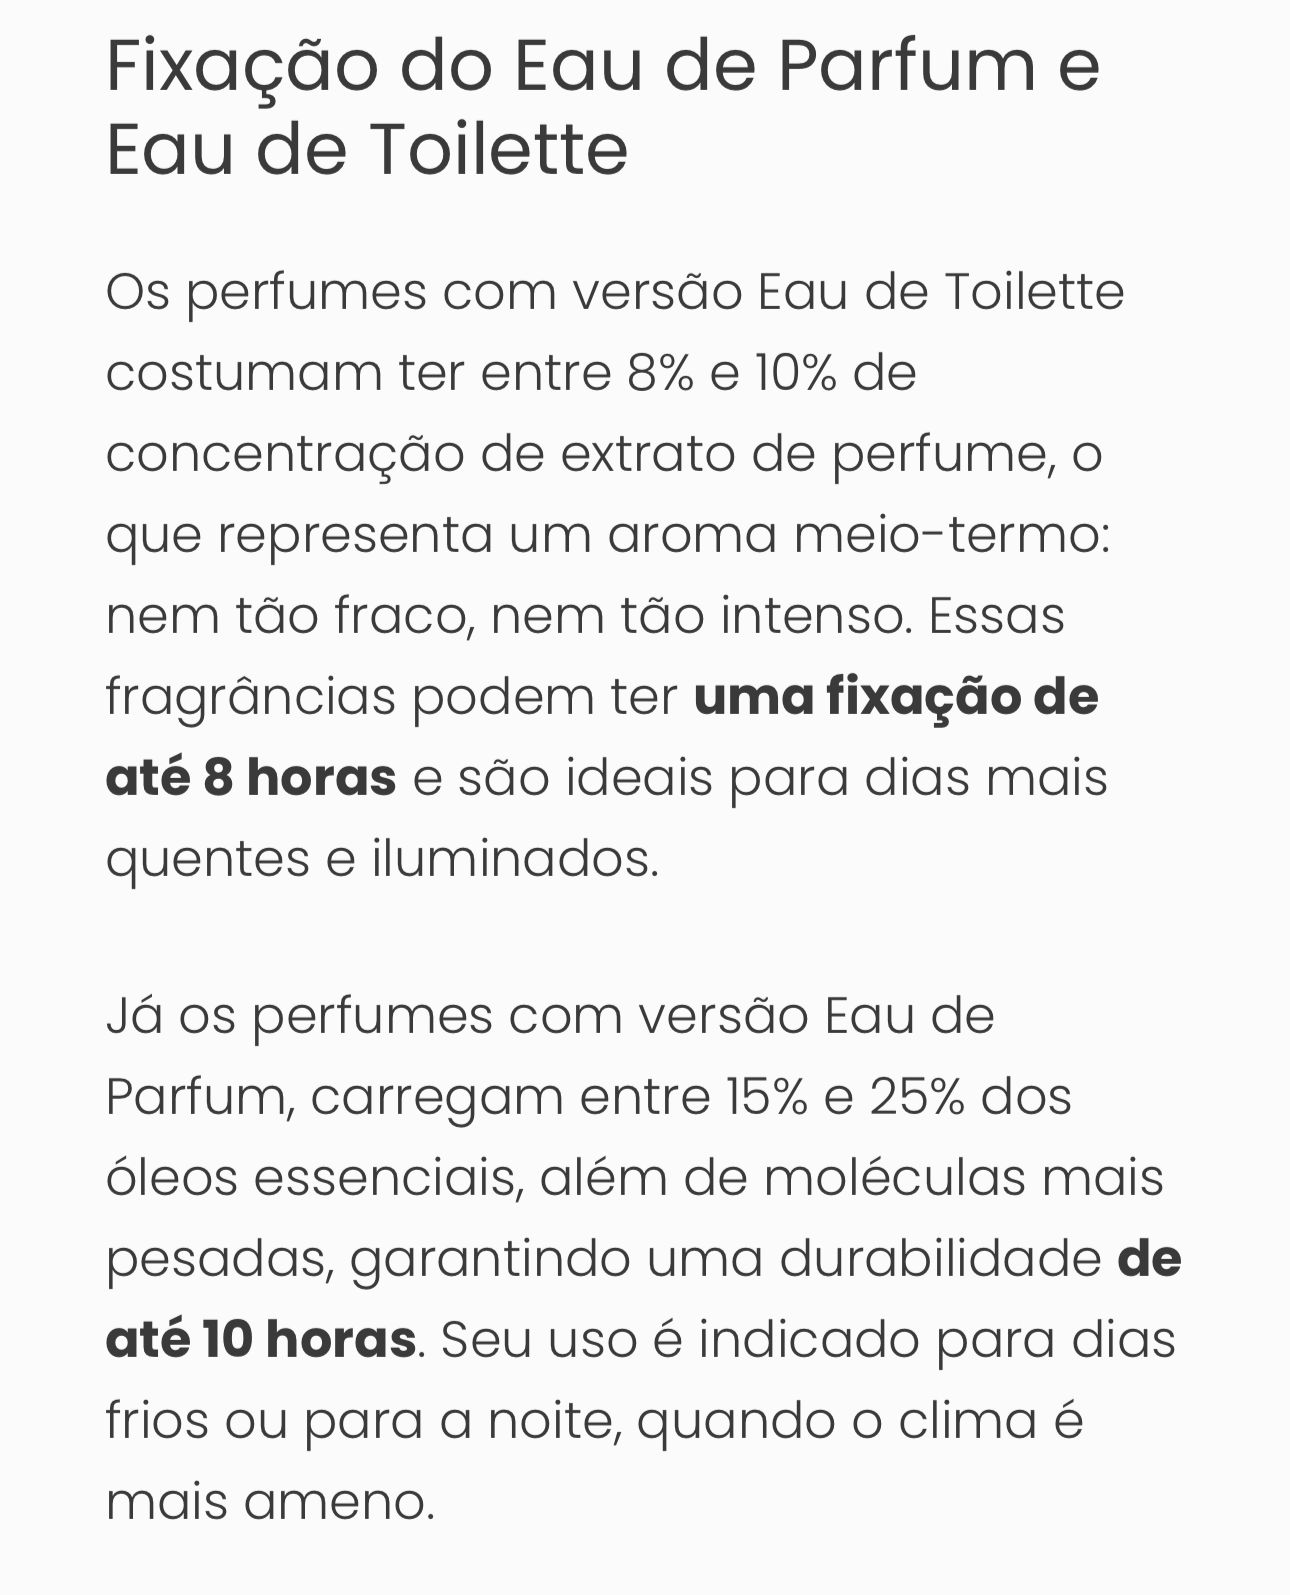 Fixação do Eau de Parfum e
Eau de Toilette
Os perfumes com versão Eau de Toilette
costumam ter entre 8% e 10% de
concentração de extrato de perfume, o
que representa um aroma meio-termo:
nem tão fraco, nem tão intenso. Essas
fragrâncias podem ter uma fixação de
até 8 horas e são ideais para dias mais
quentes e iluminados.
Já os perfumes com versão Eau de
Parfum, carregam entre 15% e 25% dos
óleos essenciais, além de moléculas mais
pesadas, garantindo uma durabilidade de
até 10 horas. Seu uso é indicado para dias
frios ou para a noite, quando o clima é
mais ameno.